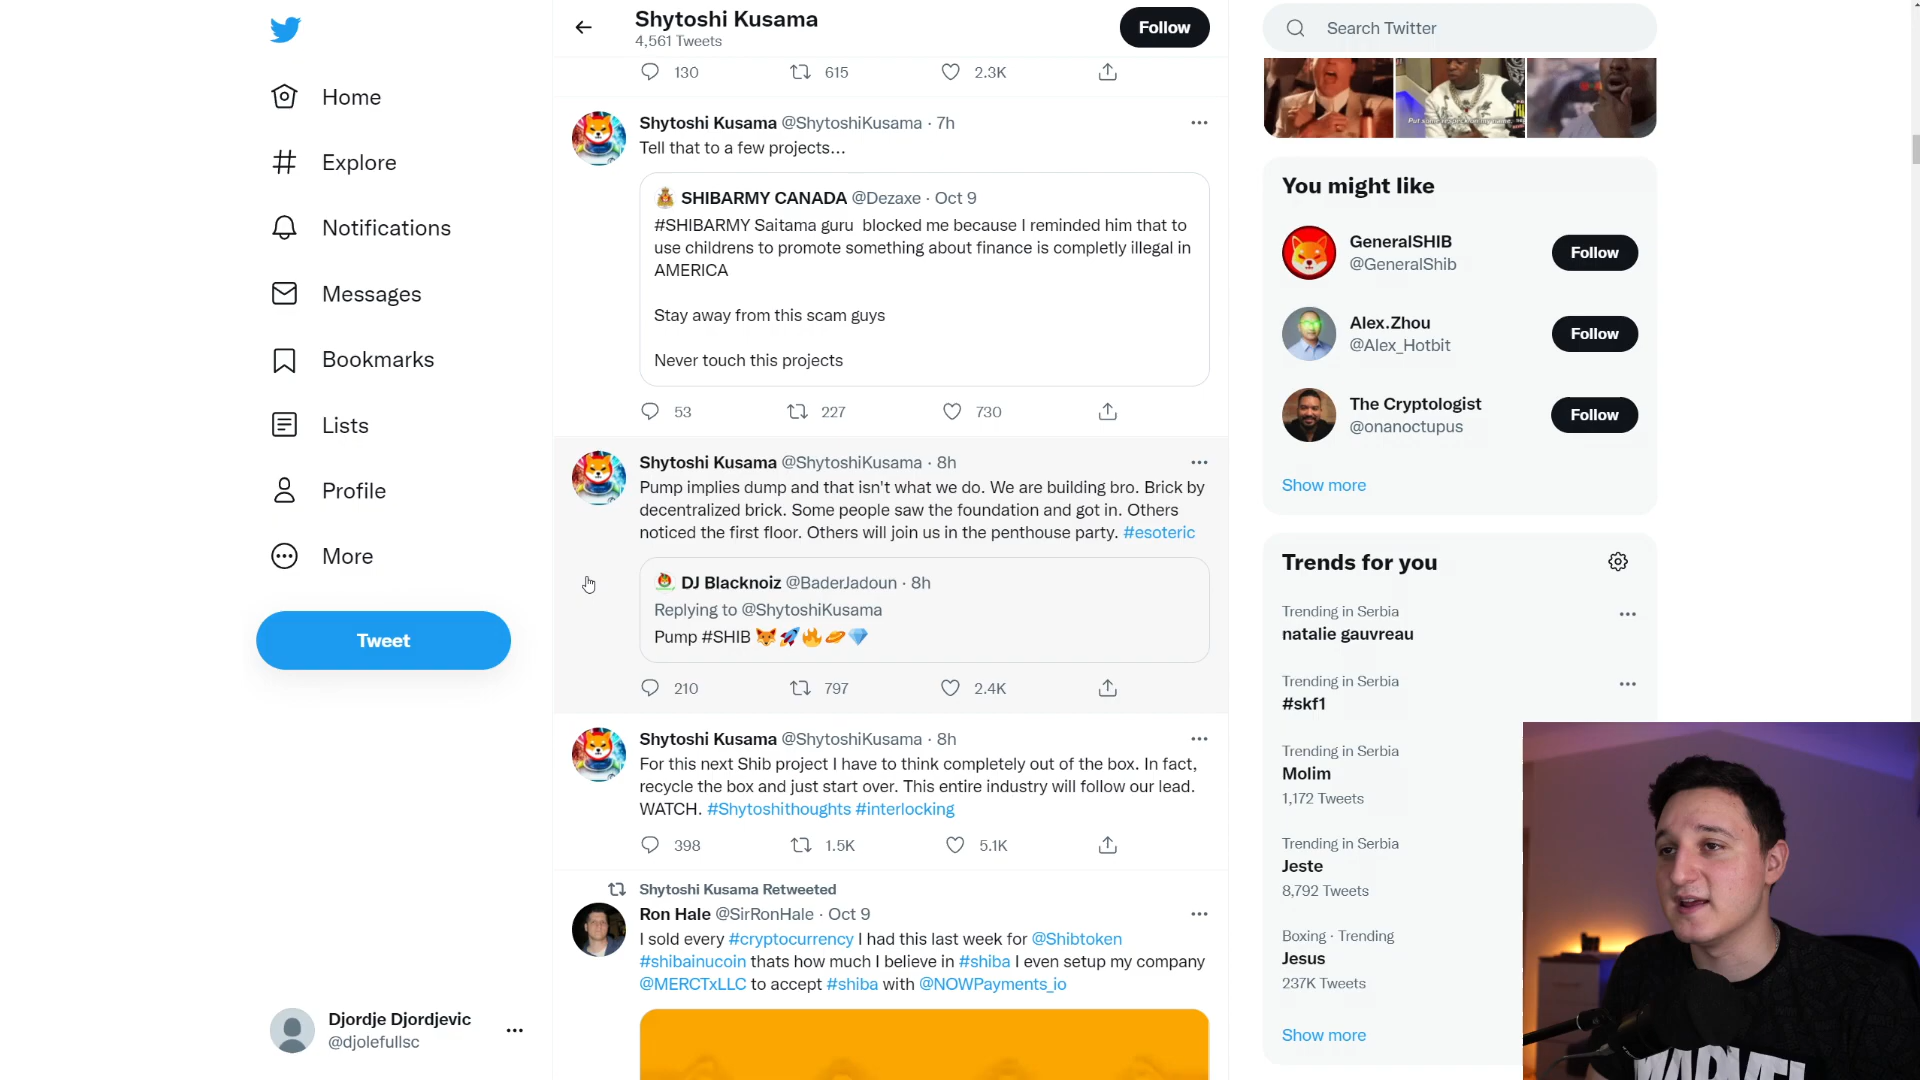 Home
Explore
Notifications
Messages
Bookmarks
Lists
Profile
More
Tweet
Djordje Djordjevic
@djolefullsc
Shytoshi Kusama
4,561 Tweets
Follow
130 615 2.3K
Shytoshi Kusama @ShytoshiKusama · 7h
Tell that to a few projects...
SHIBARMY CANADA @Dezaxe · Oct 9
#SHIBARMY Saitama guru blocked me because I reminded him that to
use childrens to promote something about finance is completly illegal in
AMERICA
Stay away from this scam guys
Never touch this projects
53 227 730
Shytoshi Kusama @ShytoshiKusama · 8h
Pump implies dump and that isn't what we do. We are building bro. Brick by
decentralized brick. Some people saw the foundation and got in. Others
noticed the first floor. Others will join us in the penthouse party. #esoteric
DJ Blacknoiz @BaderJadoun · 8h
Replying to @ShytoshiKusama
Pump #SHIB 🦊🚀🔥🪐💎
210 797 2.4K
Shytoshi Kusama @ShytoshiKusama · 8h
For this next Shib project I have to think completely out of the box. In fact,
recycle the box and just start over. This entire industry will follow our lead.
WATCH. #Shytoshithoughts #interlocking
398 1.5K 5.1K
Shytoshi Kusama Retweeted
Ron Hale @SirRonHale · Oct 9
I sold every #cryptocurrency I had this last week for @Shibtoken
#shibainucoin thats how much I believe in #shiba I even setup my company
@MERCTxLLC to accept #shiba with @NOWPayments_io
Search Twitter
You might like
GeneralSHIB
@GeneralShib
Follow
Alex.Zhou
@Alex_Hotbit
Follow
The Cryptologist
@onanoctupus
Follow
Show more
Trends for you
Trending in Serbia
natalie gauvreau
Trending in Serbia
#skf1
Trending in Serbia
Molim
1,172 Tweets
Trending in Serbia
Jeste
8,792 Tweets
Boxing · Trending
Jesus
237K Tweets
Show more
MARVEL